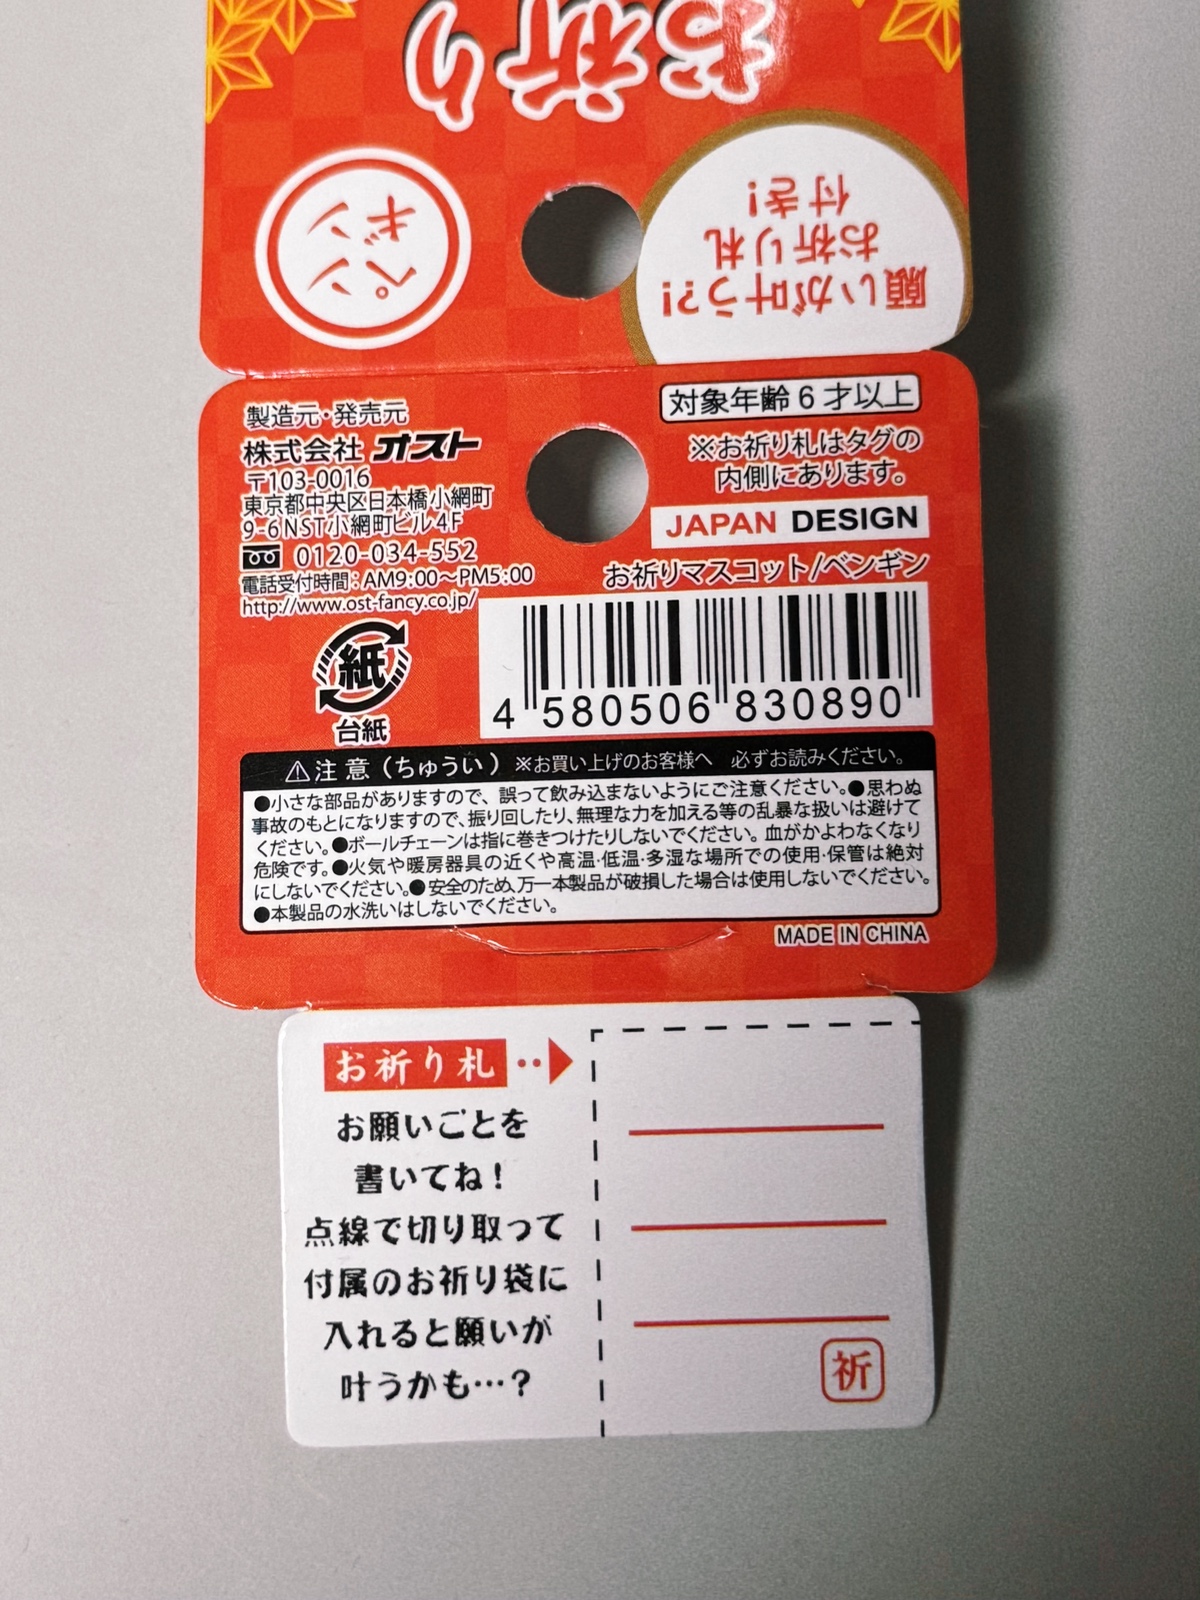 お祈り
ペン
ギン
願いが叶う?!
お祈り札
付き!
製造元・発売元
株式会社 オスト
〒103-0016
東京都中央区日本橋小網町
9-6NST小網町ビル4F
0120-034-552
電話受付時間:AM9:00〜PM5:00
http://www.ost-fancy.co.jp/
紙
台紙
対象年齢6才以上
※お祈り札はタグの
内側にあります。
JAPAN DESIGN
お祈りマスコット/ペンギン
4 580506 830890
⚠注意(ちゅうい) ※お買い上げのお客様へ 必ずお読みください。
●小さな部品がありますので、誤って飲み込まないようにご注意ください。●思わぬ
事故のもとになりますので、振り回したり、無理な力を加える等の乱暴な扱いは避けて
ください。●ボールチェーンは指に巻きつけたりしないでください。血がかよわなくなり
危険です。●火気や暖房器具の近くや高温・低温・多湿な場所での使用・保管は絶対
にしないでください。●安全のため、万一本製品が破損した場合は使用しないでください。
●本製品の水洗いはしないでください。
MADE IN CHINA
お祈り札
お願いごとを
書いてね!
点線で切り取って
付属のお祈り袋に
入れると願いが
叶うかも…?
祈